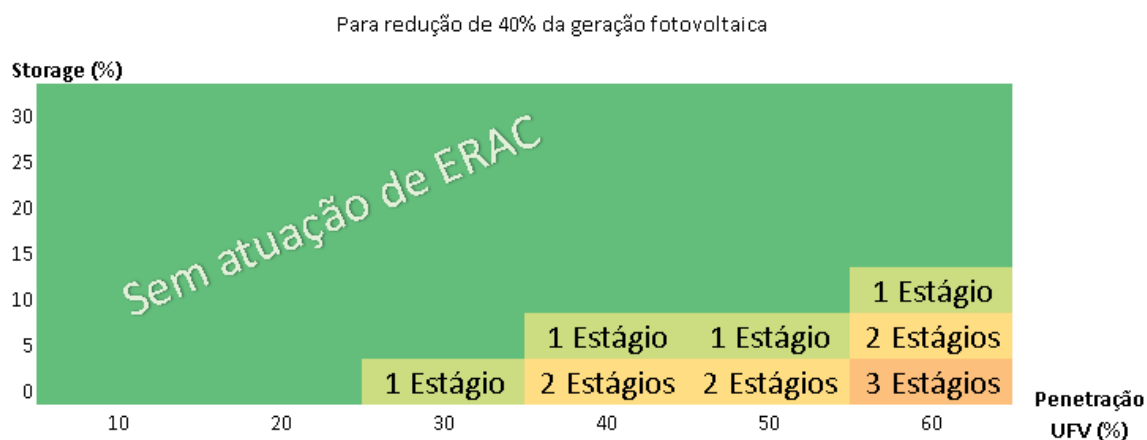 Para redução de 40% da geração fotovoltaica
Storage (%)
30
25
20
15
10
5
0
Sem atuação de ERAC
1 Estágio
1 Estágio 1 Estágio 2 Estágios
1 Estágio 2 Estágios 2 Estágios 3 Estágios
10 20 30 40 50 60
Penetração
UFV (%)